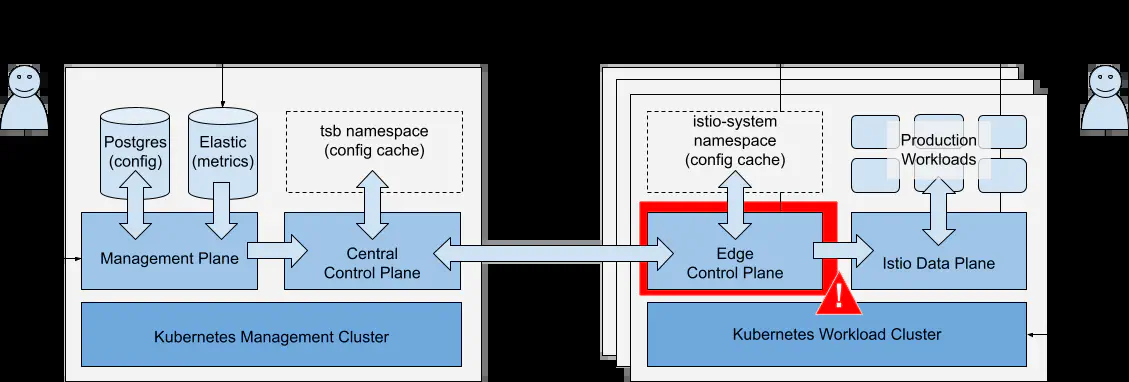 Postgres
(config)
Elastic
(metrics)
tsb namespace
(config cache)
Management Plane
Central
Control Plane
Kubernetes Management Cluster
istio-system
namespace
(config cache)
Production
Workloads
Edge
Control Plane
!
Istio Data Plane
Kubernetes Workload Cluster